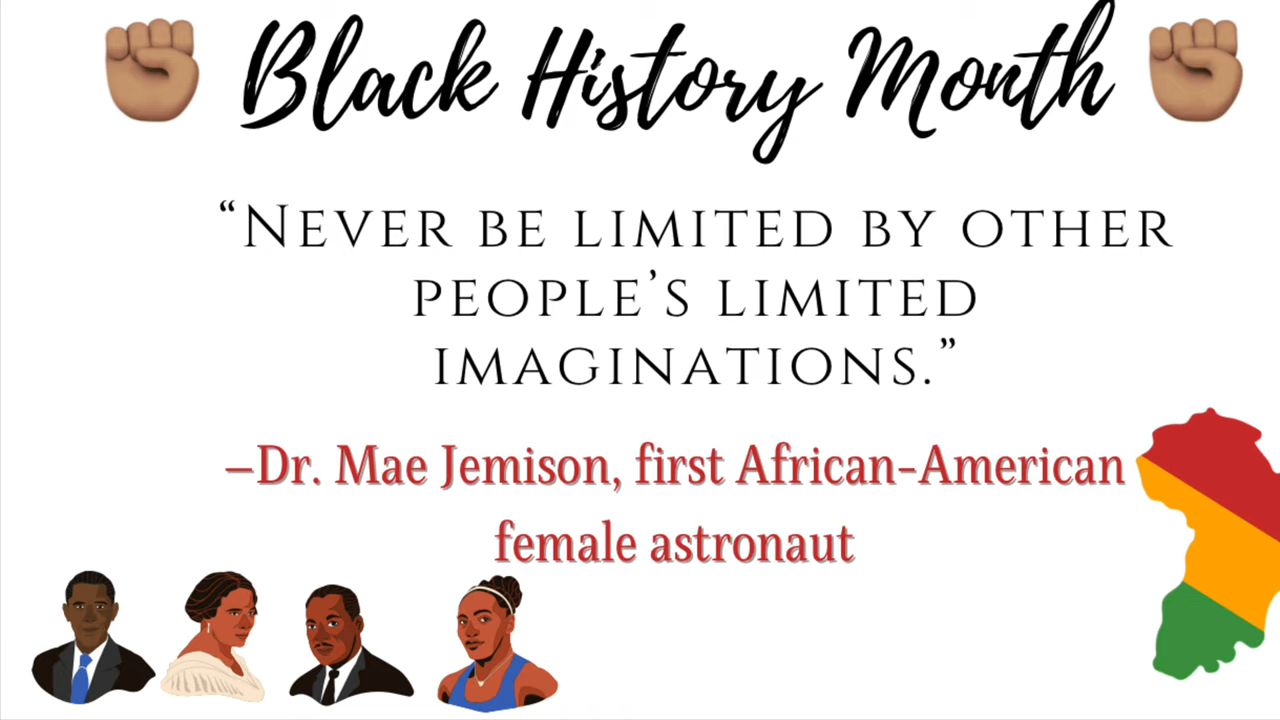 Black History Month
“Never be limited by other
people’s limited
imaginations.”
–Dr. Mae Jemison, first African-American
female astronaut